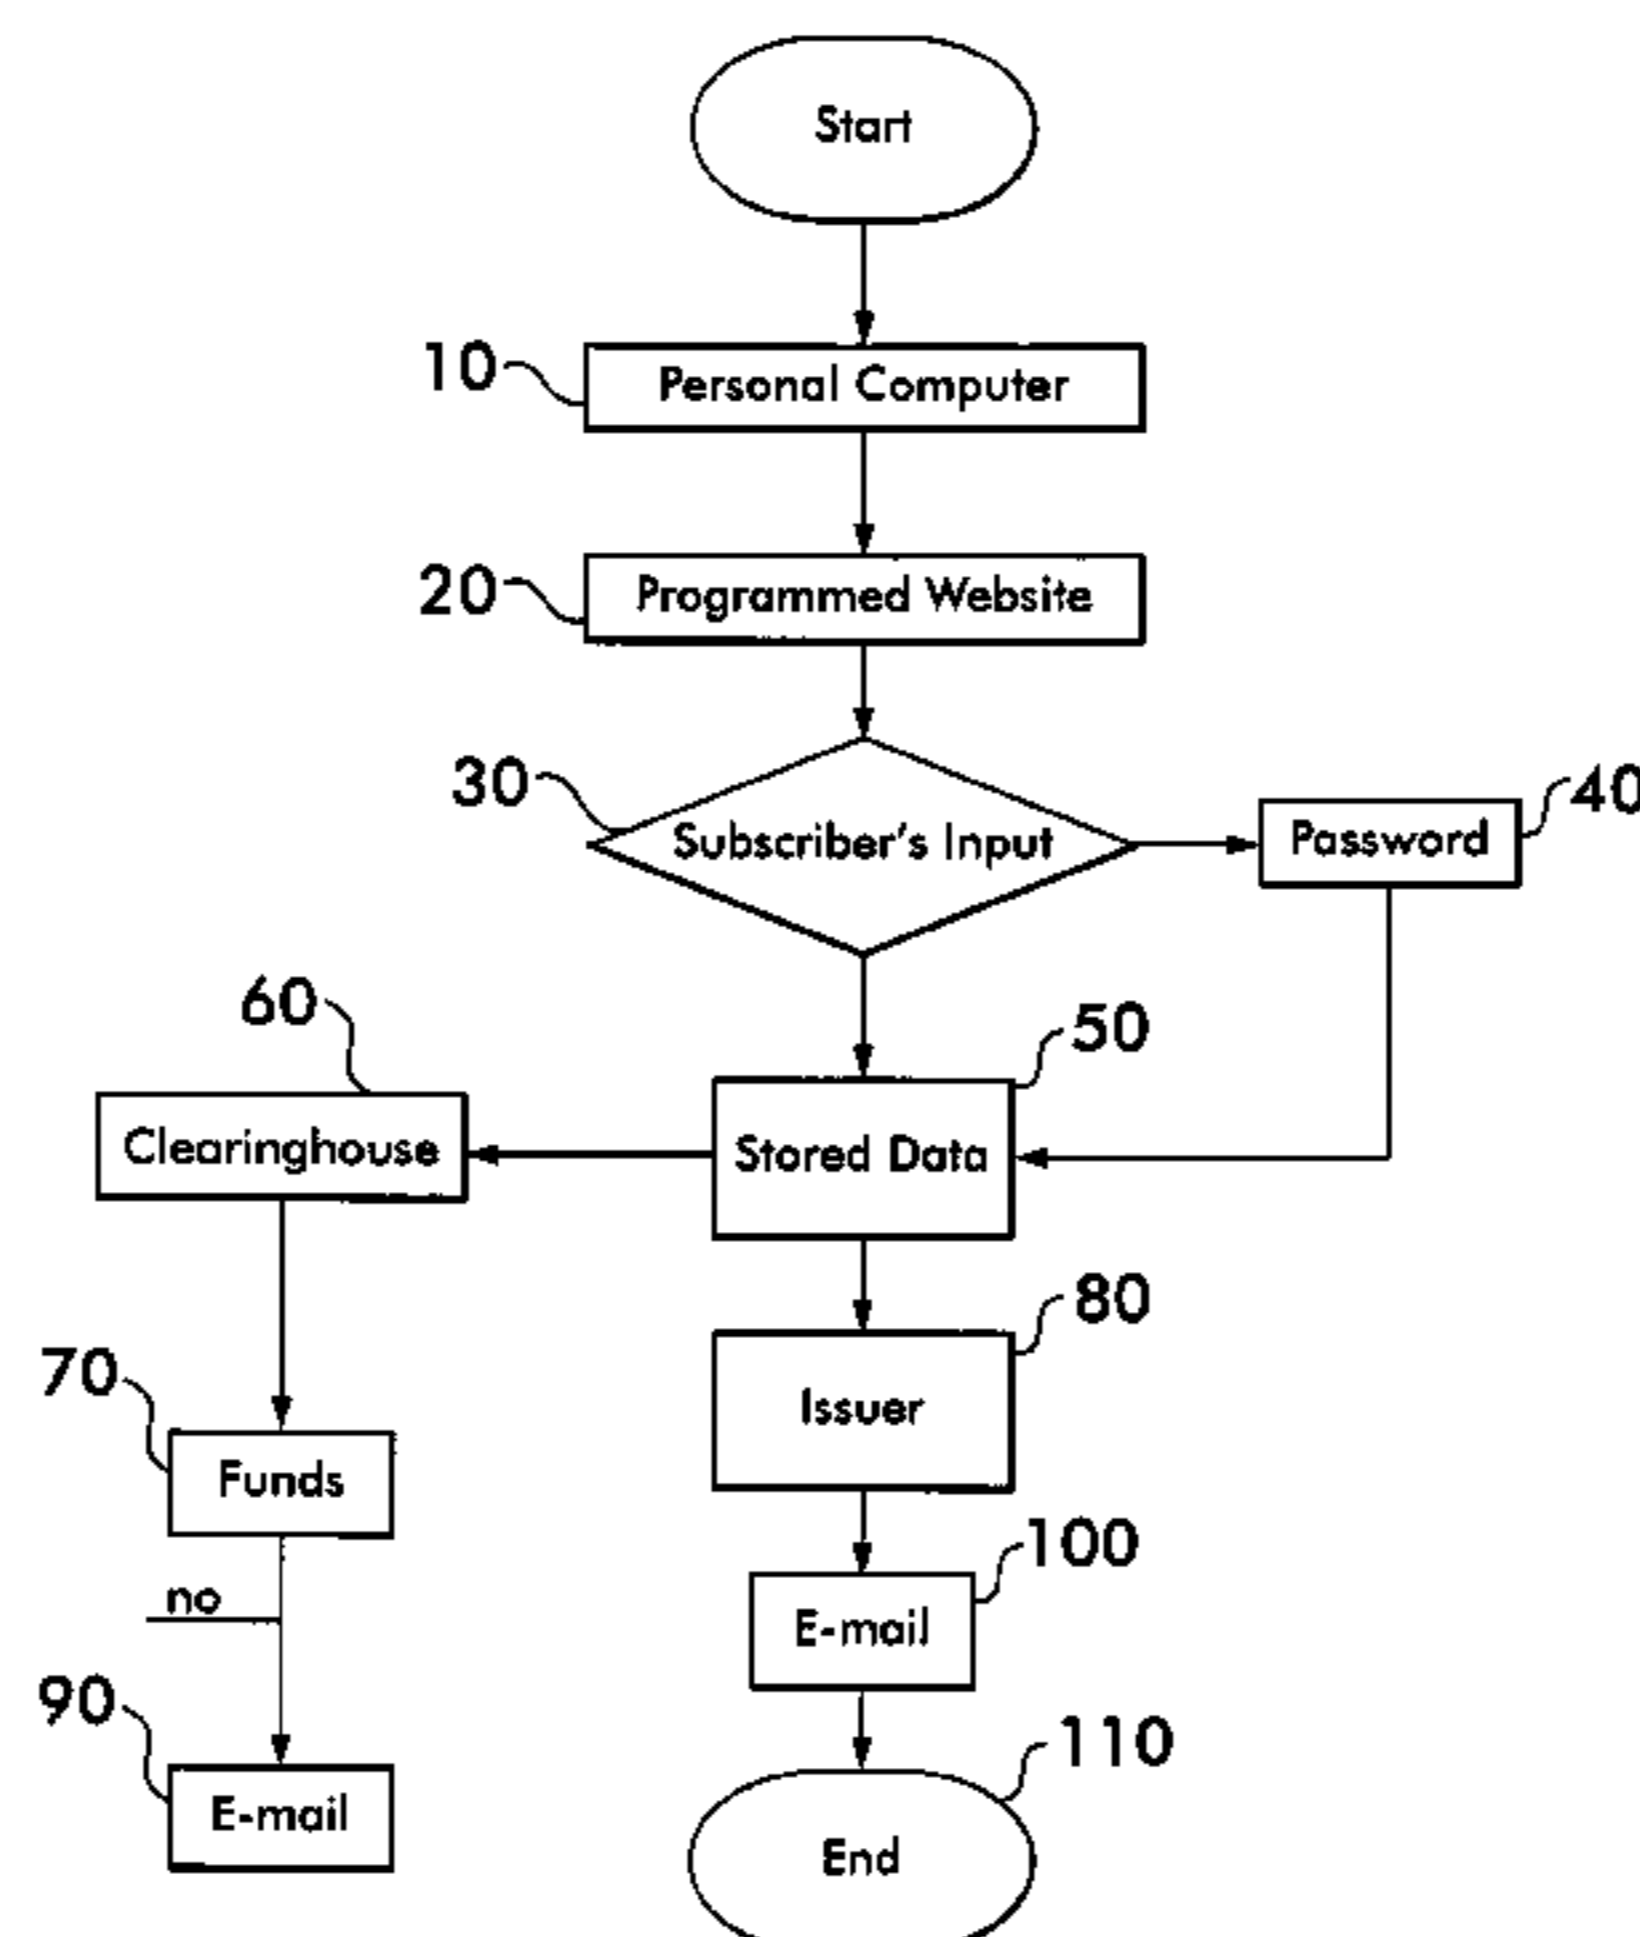 Start
10
Personal Computer
20
Programmed Website
30
Subscriber's Input
Password
40
60
50
Clearinghouse
Stored Data
80
70
Issuer
Funds
100
no
E-mail
90
110
E-mail
End